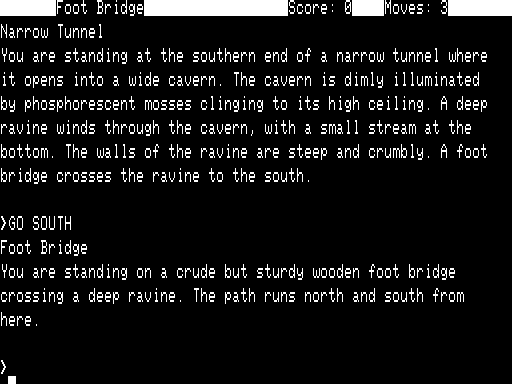 Foot Bridge Score: 0 Moves: 3
Narrow Tunnel
You are standing at the southern end of a narrow tunnel where
it opens into a wide cavern. The cavern is dimly illuminated
by phosphorescent mosses clinging to its high ceiling. A deep
ravine winds through the cavern, with a small stream at the
bottom. The walls of the ravine are steep and crumbly. A foot
bridge crosses the ravine to the south.
>GO SOUTH
Foot Bridge
You are standing on a crude but sturdy wooden foot bridge
crossing a deep ravine. The path runs north and south from
here.
>